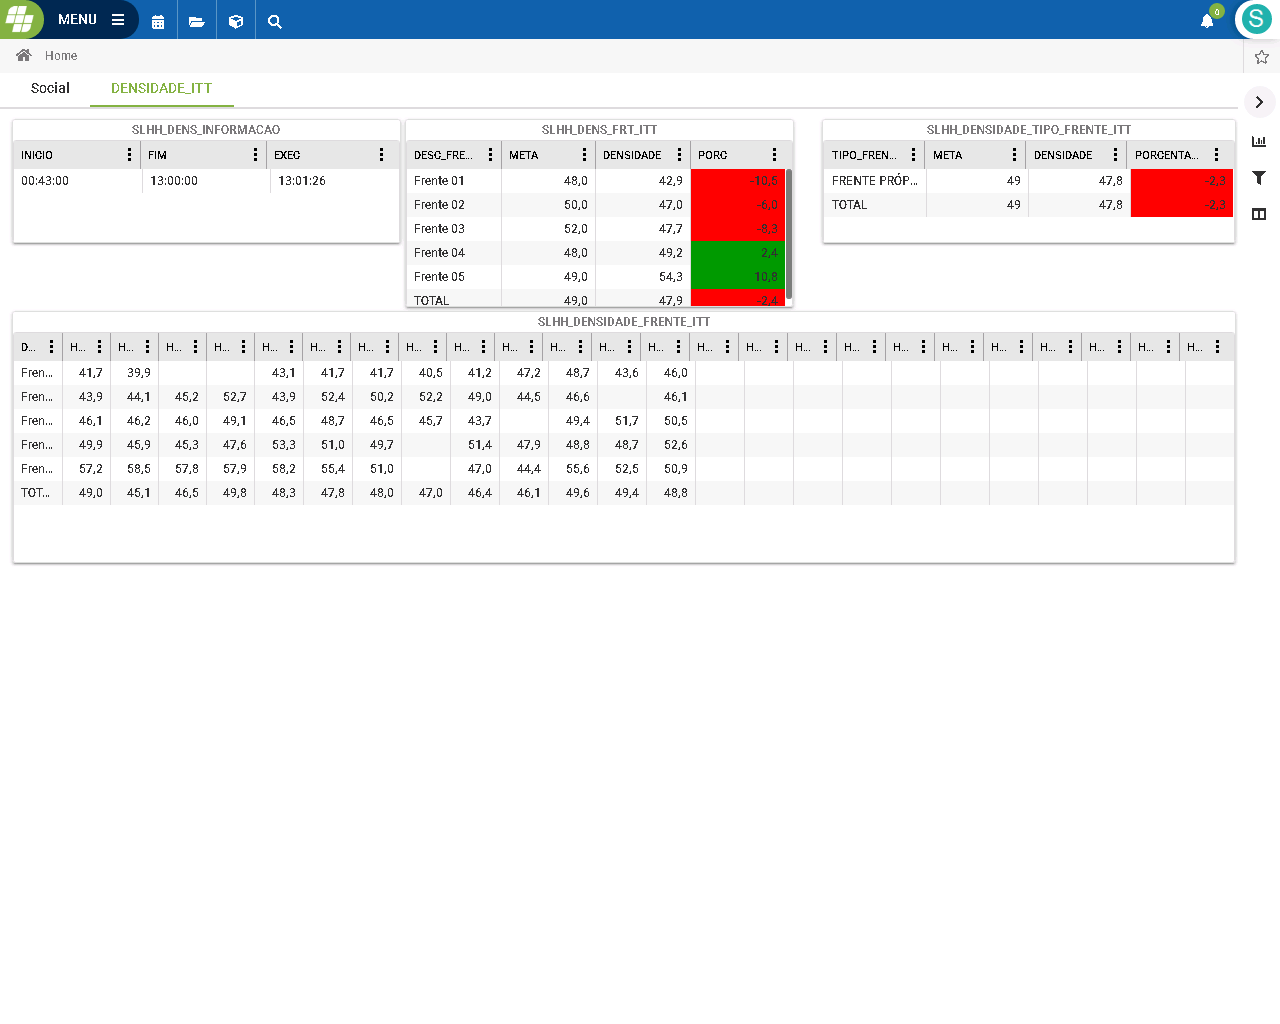 MENU
0
S
Home
Social DENSIDADE_ITT
SLHH_DENS_INFORMACAO
INICIO FIM EXEC
00:43:00 13:00:00 13:01:26
SLHH_DENS_FRT_ITT
DESC_FRE... META DENSIDADE PORC
Frente 01 48,0 42,9 -10,5
Frente 02 50,0 47,0 -6,0
Frente 03 52,0 47,7 -8,3
Frente 04 48,0 49,2 2,4
Frente 05 49,0 54,3 10,8
TOTAL 49,0 47,9 -2,4
SLHH_DENSIDADE_TIPO_FRENTE_ITT
TIPO_FREN... META DENSIDADE PORCENTA...
FRENTE PRÓP... 49 47,8 -2,3
TOTAL 49 47,8 -2,3
SLHH_DENSIDADE_FRENTE_ITT
D... H... H... H... H... H... H... H... H... H... H... H... H... H... H... H... H... H... H... H... H... H... H... H... H...
Fren... 41,7 39,9 43,1 41,7 41,7 40,5 41,2 47,2 48,7 43,6 46,0
Fren... 43,9 44,1 45,2 52,7 43,9 52,4 50,2 52,2 49,0 44,5 46,6 46,1
Fren... 46,1 46,2 46,0 49,1 46,5 48,7 46,5 45,7 43,7 49,4 51,7 50,5
Fren... 49,9 45,9 45,3 47,6 53,3 51,0 49,7 51,4 47,9 48,8 48,7 52,6
Fren... 57,2 58,5 57,8 57,9 58,2 55,4 51,0 47,0 44,4 55,6 52,5 50,9
TOT... 49,0 45,1 46,5 49,8 48,3 47,8 48,0 47,0 46,4 46,1 49,6 49,4 48,8